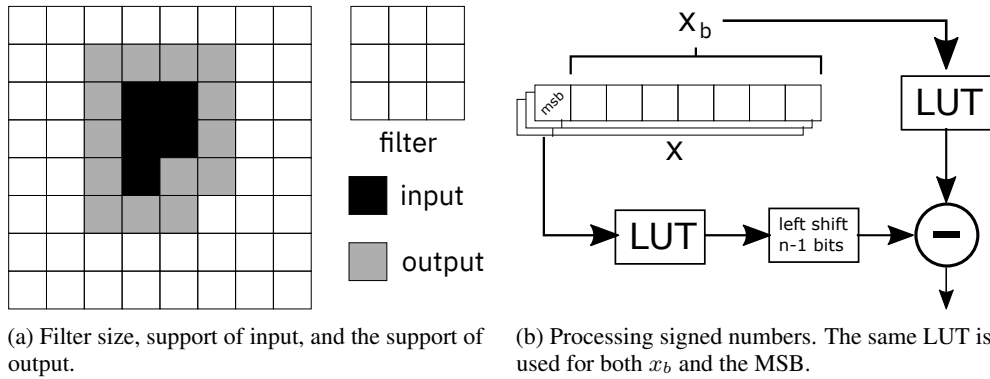 filter
input
output
(a) Filter size, support of input, and the support of
output.
x_b
msb
x
LUT
LUT
left shift
n-1 bits
−
(b) Processing signed numbers. The same LUT is
used for both x_b and the MSB.